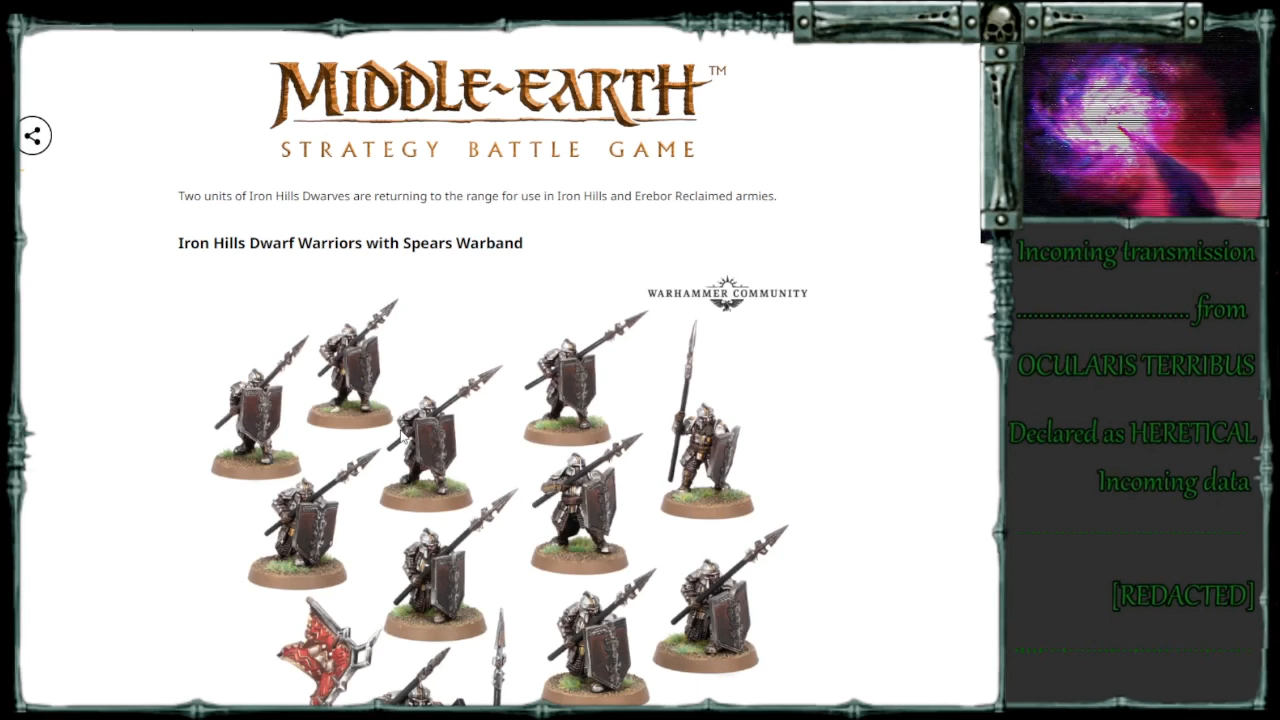 MIDDLE-EARTH™
STRATEGY BATTLE GAME
Two units of Iron Hills Dwarves are returning to the range for use in Iron Hills and Erebor Reclaimed armies.
Iron Hills Dwarf Warriors with Spears Warband
WARHAMMER COMMUNITY
Incoming transmission
............................... from
OCULARIS TERRIBUS
Declared as HERETICAL
Incoming data
[REDACTED]